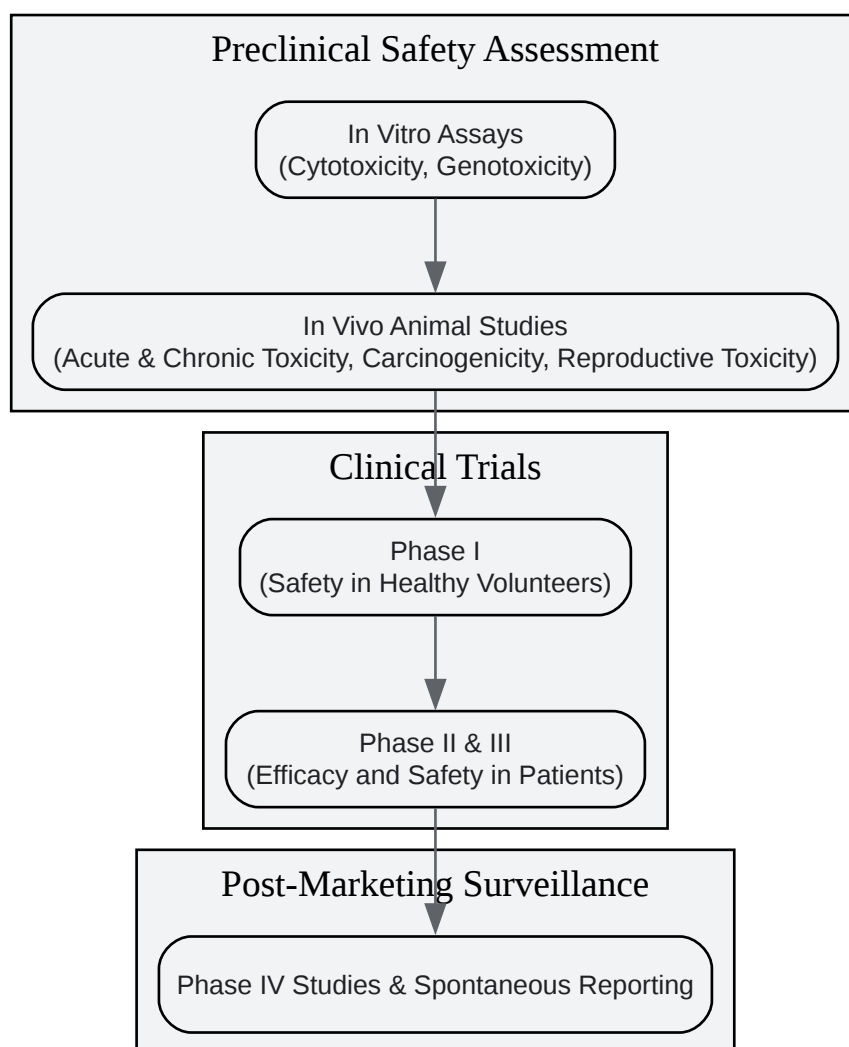 Preclinical Safety Assessment
In Vitro Assays
(Cytotoxicity, Genotoxicity)
In Vivo Animal Studies
(Acute & Chronic Toxicity, Carcinogenicity, Reproductive Toxicity)
Clinical Trials
Phase I
(Safety in Healthy Volunteers)
Phase II & III
(Efficacy and Safety in Patients)
Post-Marketing Surveillance
Phase IV Studies & Spontaneous Reporting